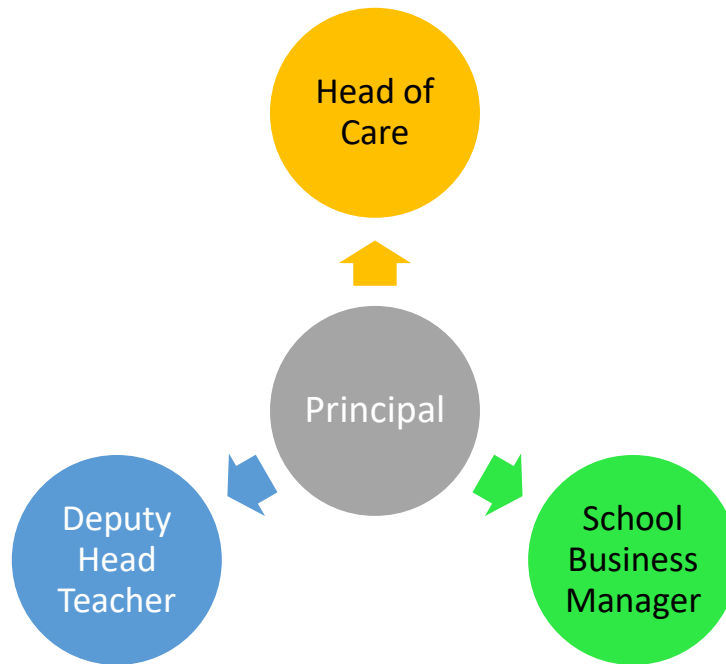 Head of
Care
Principal
Deputy
Head
Teacher
School
Business
Manager